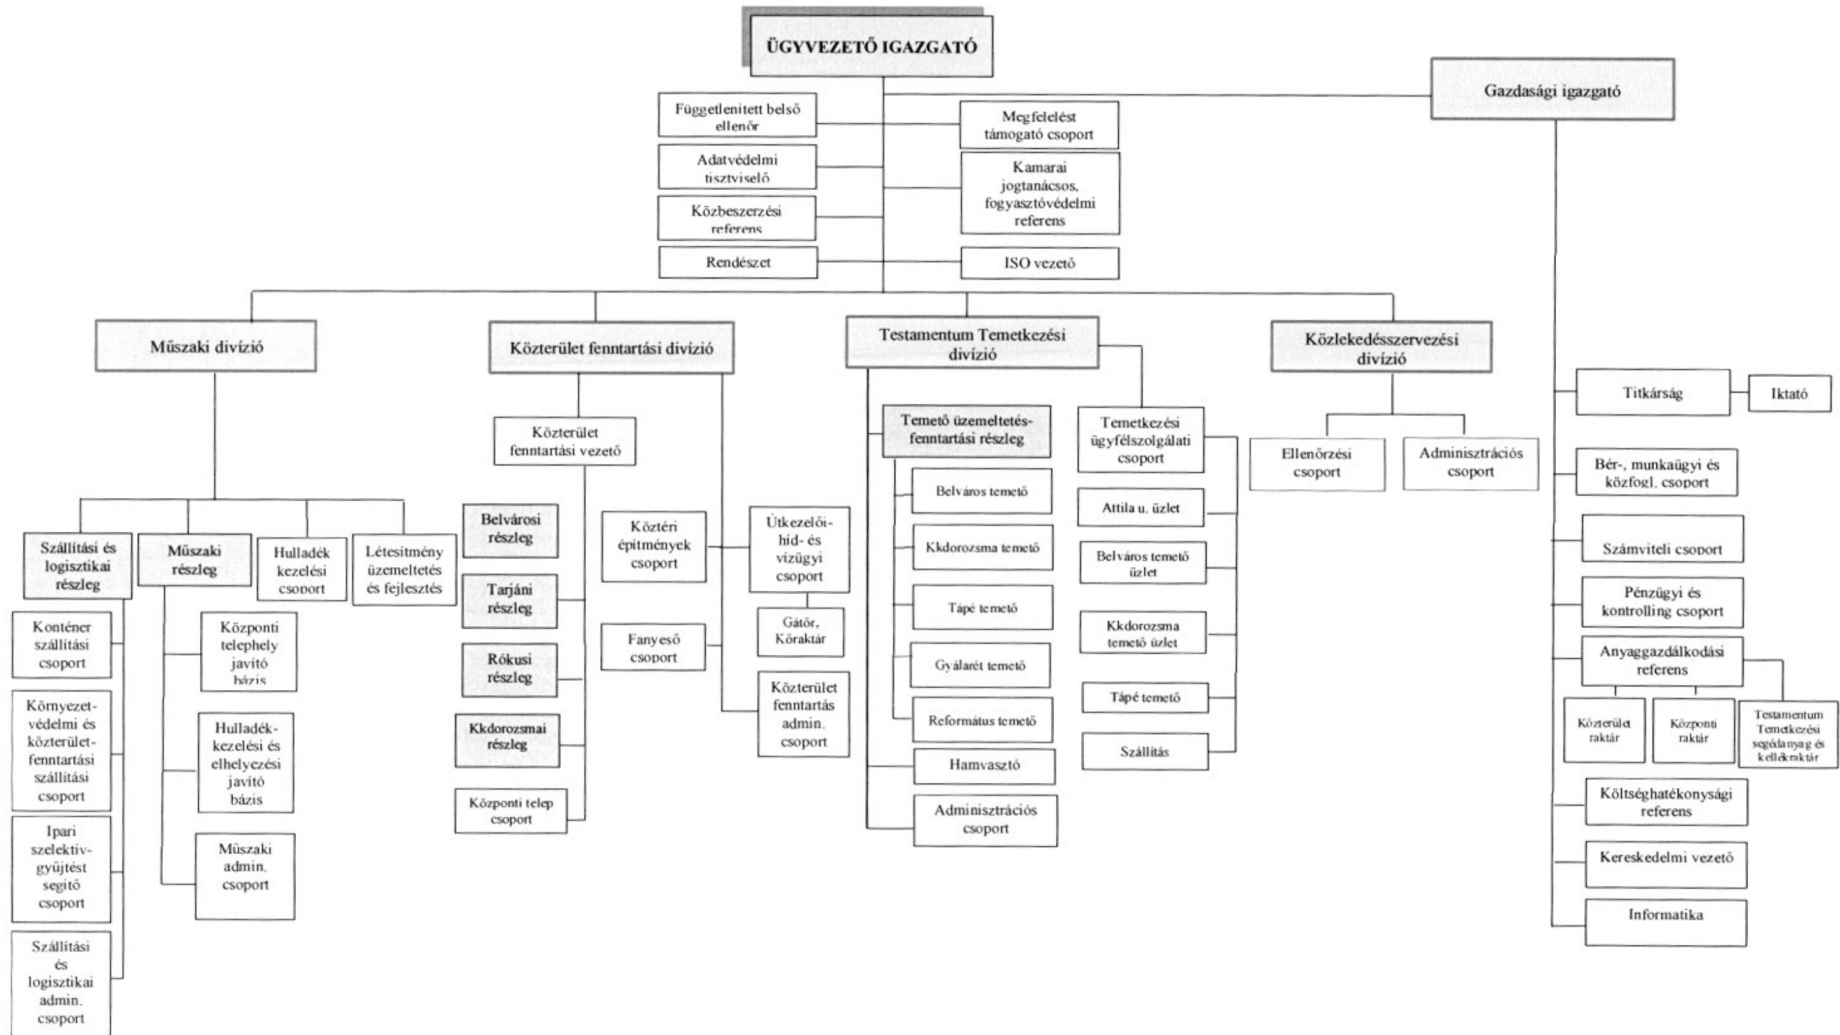 ÜGYVEZETŐ IGAZGATÓ
Gazdasági igazgató
Függetlenitett belső
ellenőr
Megfelelést
támogató csoport
Adatvédelmi
tisztviselő
Kamarai
jogtanácsos,
fogyasztóvédelmi
referens
Közbeszerzési
referens
Rendészet
ISO vezető
Műszaki divízió
Közterület fenntartási divízió
Testamentum Temetkezési
divízió
Közlekedésszervezési
divízió
Szállítási és
logisztikai
részleg
Műszaki
részleg
Hulladék
kezelési
csoport
Létesítmény
üzemeltetés
és fejlesztés
Konténer
szállítási
csoport
Környezet-
védelmi és
közterület-
fenntartási
szállítási
csoport
Ipari
szelektív-
gyűjtést
segítő
csoport
Szállítási
és
logisztikai
admin.
csoport
Központi
telephely
javító
bázis
Hulladék-
kezelési és
elhelyezési
javító
bázis
Műszaki
admin.
csoport
Közterület
fenntartási vezető
Belvárosi
részleg
Tarjáni
részleg
Rókusi
részleg
Kkdorozsmai
részleg
Központi telep
csoport
Köztéri
építmények
csoport
Fanyeső
csoport
Útkezelői-
híd- és
vízügyi
csoport
Gátőr,
Kőraktár
Közterület
fenntartás
admin.
csoport
Temető üzemeltetés-
fenntartási részleg
Belváros temető
Kkdorozsma temető
Tápé temető
Gyálarét temető
Református temető
Hamvasztó
Adminisztrációs
csoport
Temetkezési
ügyfélszolgálati
csoport
Attila u. üzlet
Belváros temető
üzlet
Kkdorozsma
temető üzlet
Tápé temető
Szállítás
Ellenőrzési
csoport
Adminisztrációs
csoport
Titkárság
Iktató
Bér-, munkaügyi és
közfogl. csoport
Számviteli csoport
Pénzügyi és
kontrolling csoport
Anyaggazdálkodási
referens
Közterület
raktár
Központi
raktár
Testamentum
Temetkezési
segédanyag és
kellékraktár
Költséghatékonysági
referens
Kereskedelmi vezető
Informatika